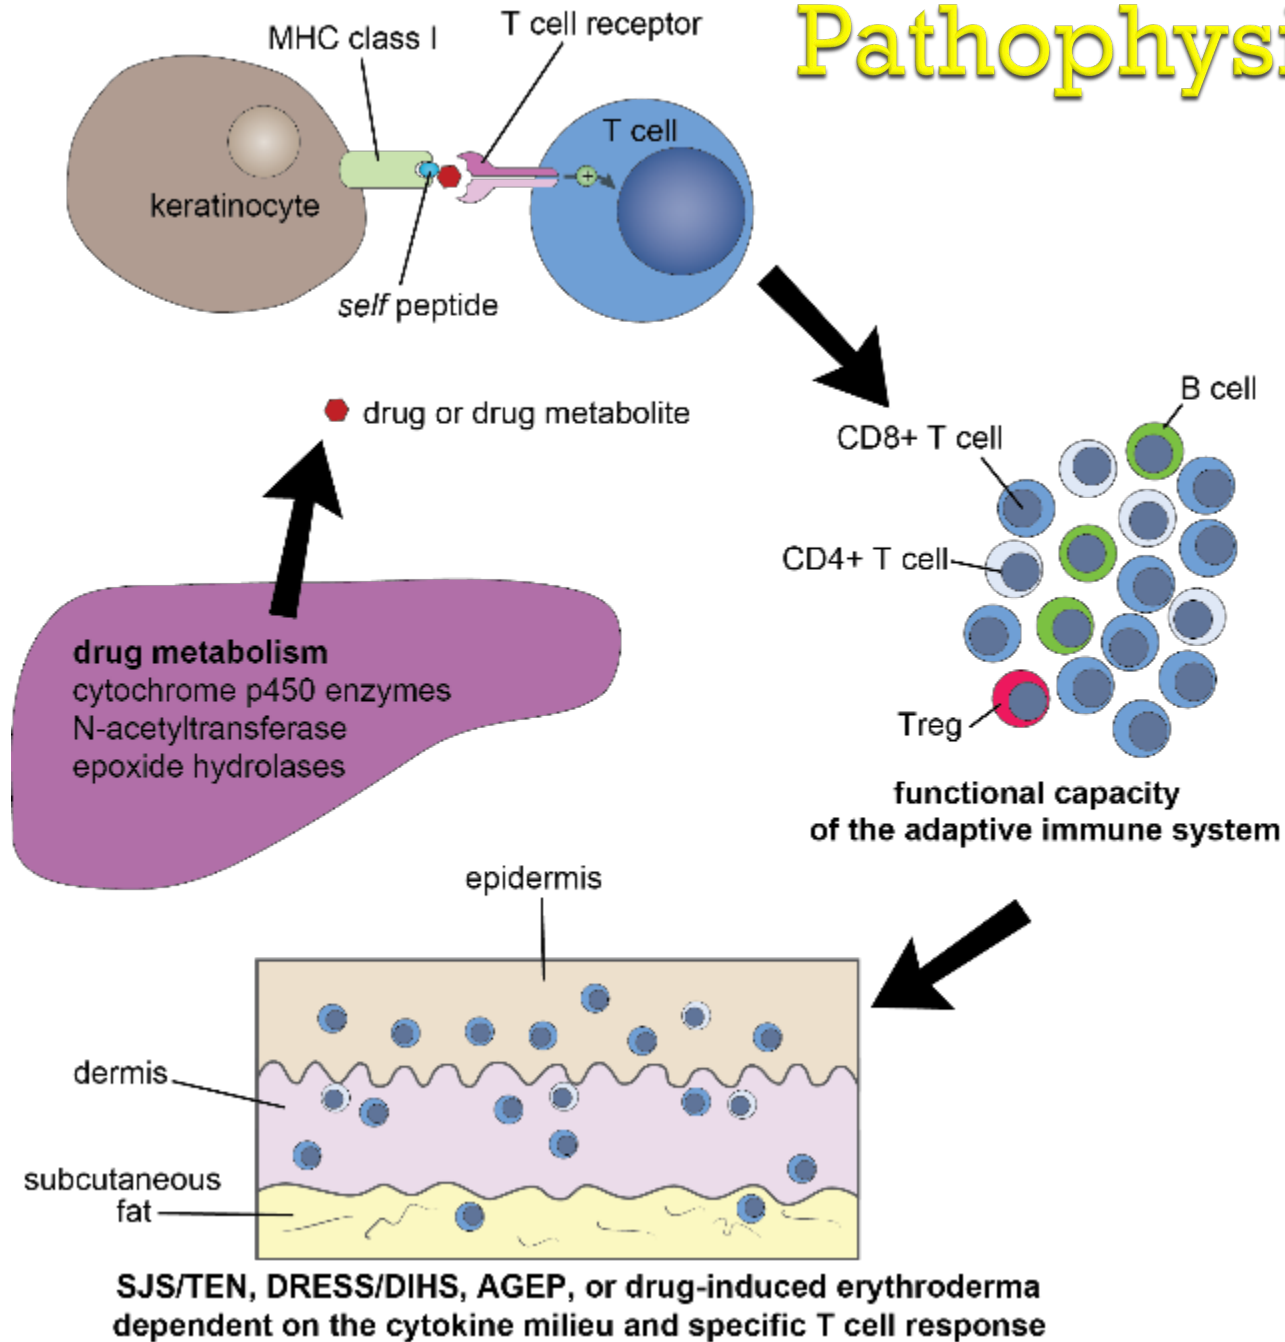 Pathophysi
MHC class I
T cell receptor
T cell
keratinocyte
self peptide
drug or drug metabolite
B cell
CD8+ T cell
CD4+ T cell
Treg
functional capacity
of the adaptive immune system
drug metabolism
cytochrome p450 enzymes
N-acetyltransferase
epoxide hydrolases
epidermis
dermis
subcutaneous
fat
SJS/TEN, DRESS/DIHS, AGEP, or drug-induced erythroderma
dependent on the cytokine milieu and specific T cell response